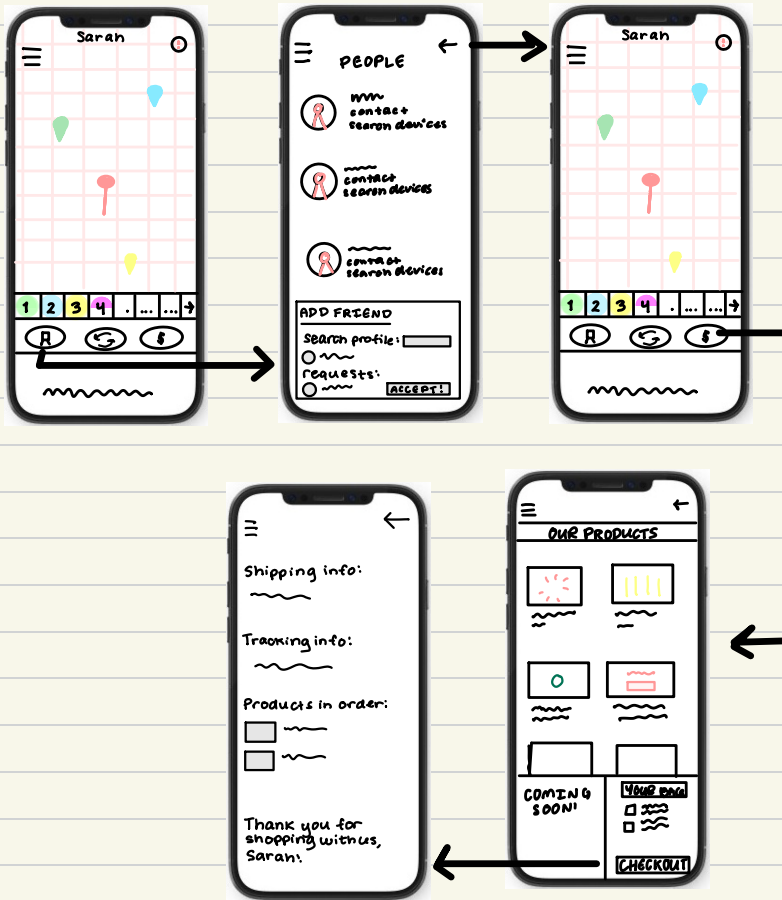 Sarah
1 2 3 4 . ... ...
PEOPLE
contact
search devices
contact
search devices
contact
search devices
ADD FRIEND
search profile:
requests:
ACCEPT!
Sarah
1 2 3 4 . ... ...
$
Shipping info:
Tracking info:
Products in order:
Thank you for
shopping with us,
Sarah!
OUR PRODUCTS
COMING
SOON!
YOUR BAG
CHECKOUT